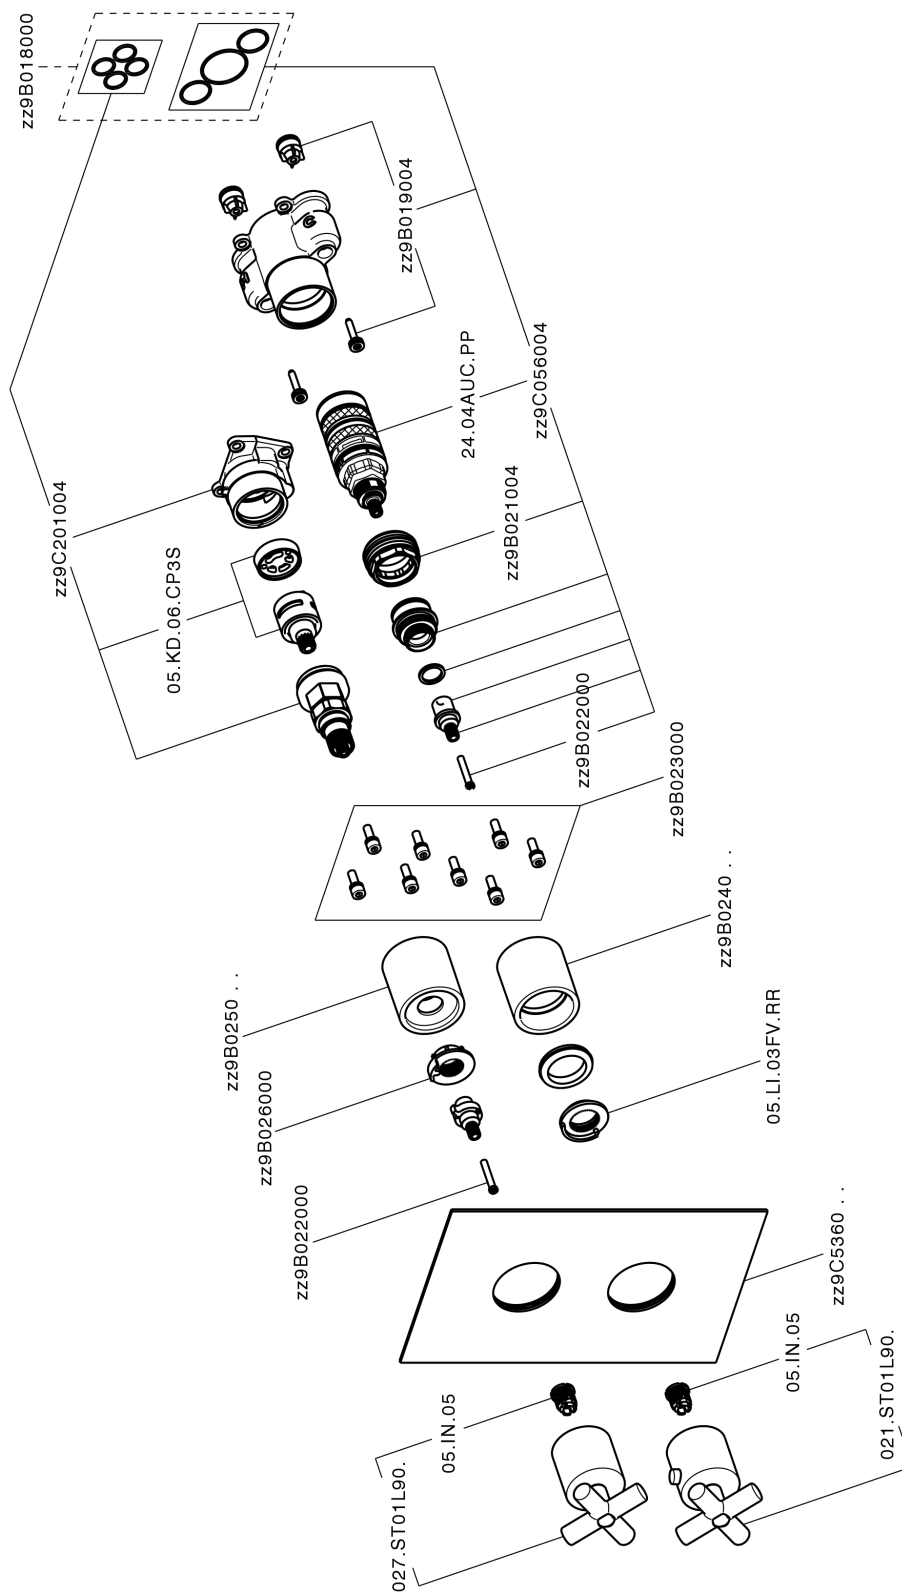 zz9B018000
zz9B019004
24.04AUC.PP
zz9C056004
zz9C201004
zz9B021004
05.KD.06.CP3S
zz9B022000
zz9B023000
zz9B0240 . .
zz9B0250 . .
05.LI.03FV.RR
zz9B026000
zz9B022000
zz9C5360 . .
05.IN.05
05.IN.05
021.ST01L90.
027.ST01L90.